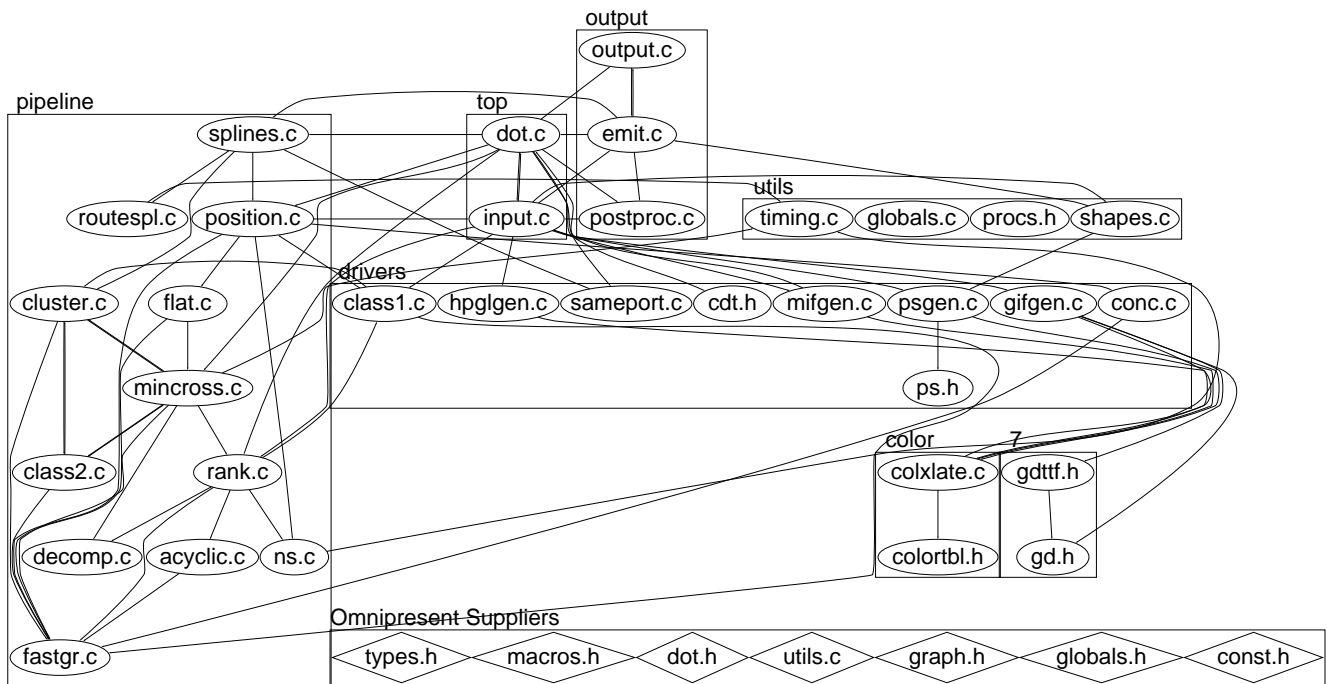 output
output.c
pipeline
top
splines.c
dot.c
emit.c
utils
routespl.c
position.c
input.c
postproc.c
timing.c
globals.c
procs.h
shapes.c
drivers
cluster.c
flat.c
class1.c
hpglgen.c
sameport.c
cdt.h
mifgen.c
psgen.c
gifgen.c
conc.c
mincross.c
ps.h
color
7
class2.c
rank.c
colxlate.c
gdttf.h
decomp.c
acyclic.c
ns.c
colortbl.h
gd.h
Omnipresent Suppliers
fastgr.c
types.h
macros.h
dot.h
utils.c
graph.h
globals.h
const.h